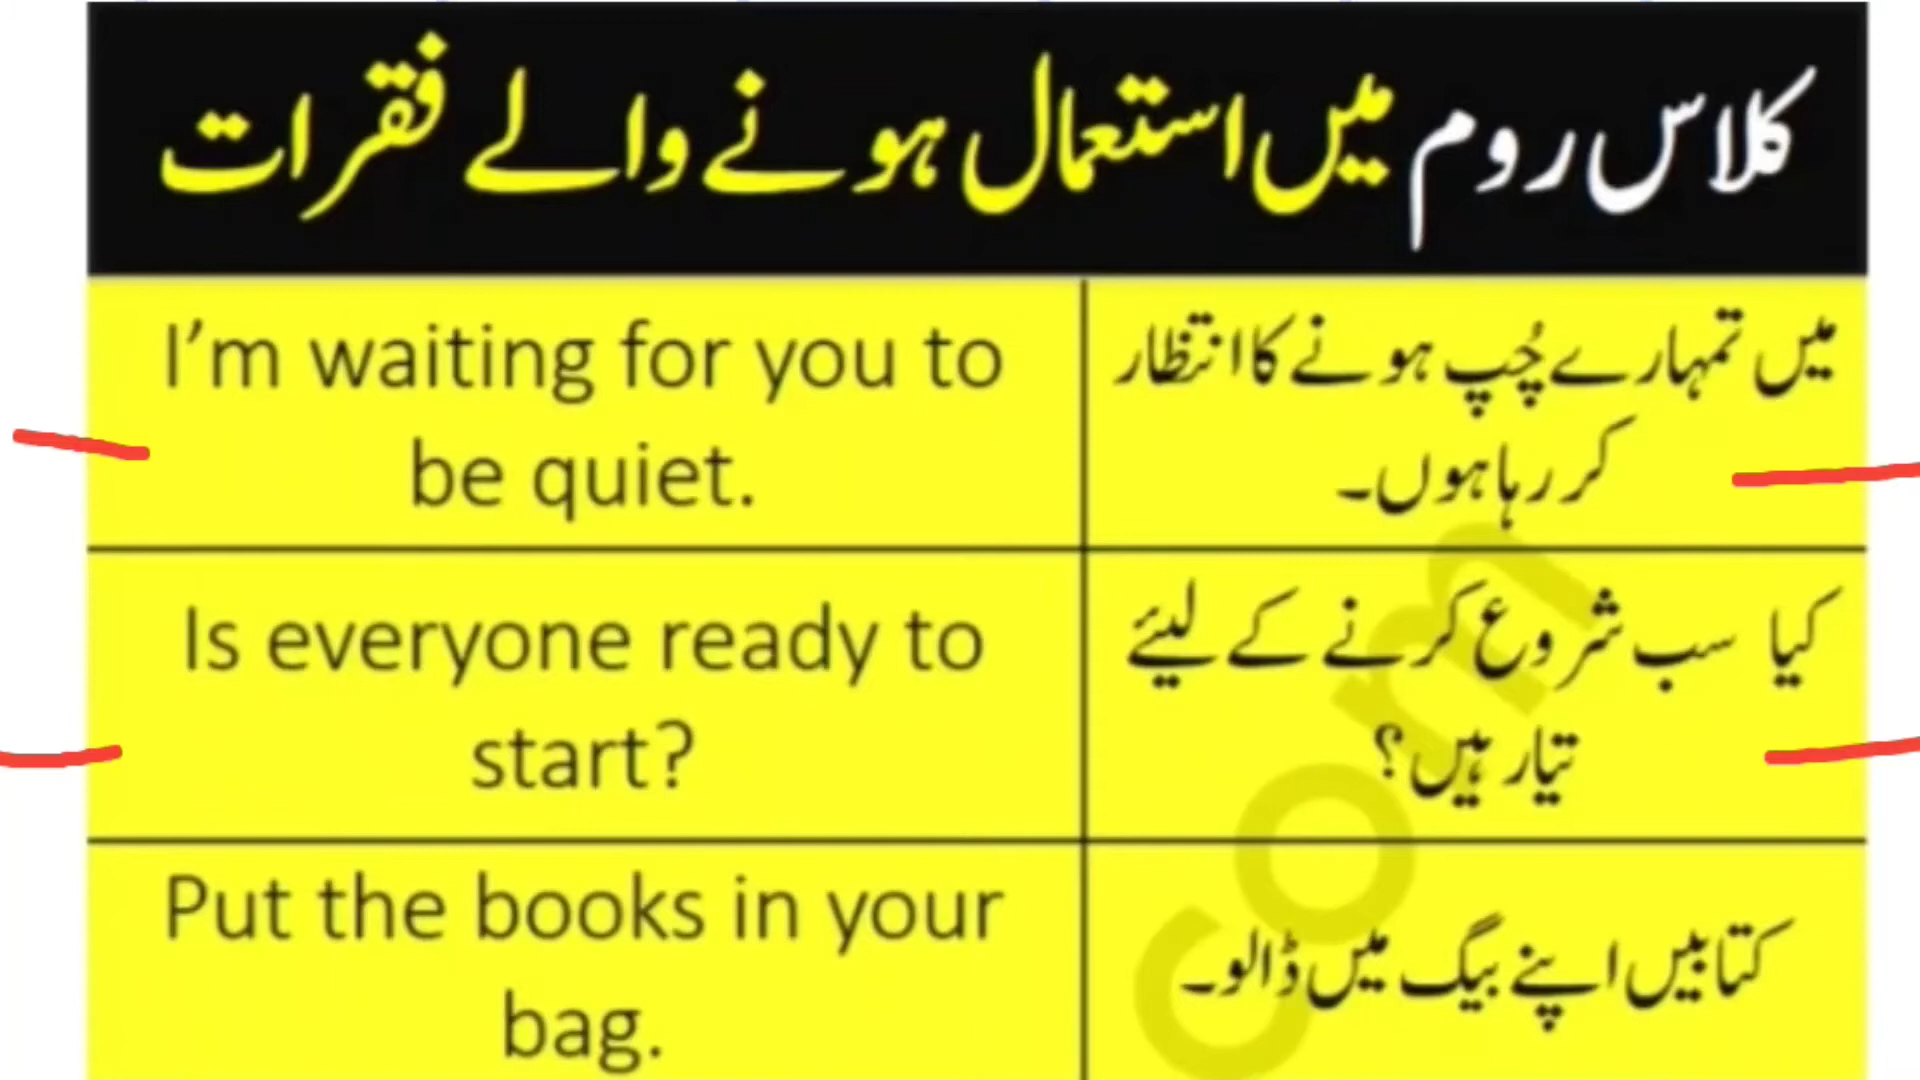 کلاس روم میں استعمال ہونے والے فقرات
I’m waiting for you to
be quiet.
میں تمہارے چُپ ہونے کا انتظار
کر رہا ہوں۔
Is everyone ready to
start?
کیا سب شروع کرنے کے لیئے
تیار ہیں؟
Put the books in your
bag.
کتابیں اپنے بیگ میں ڈالو۔
com